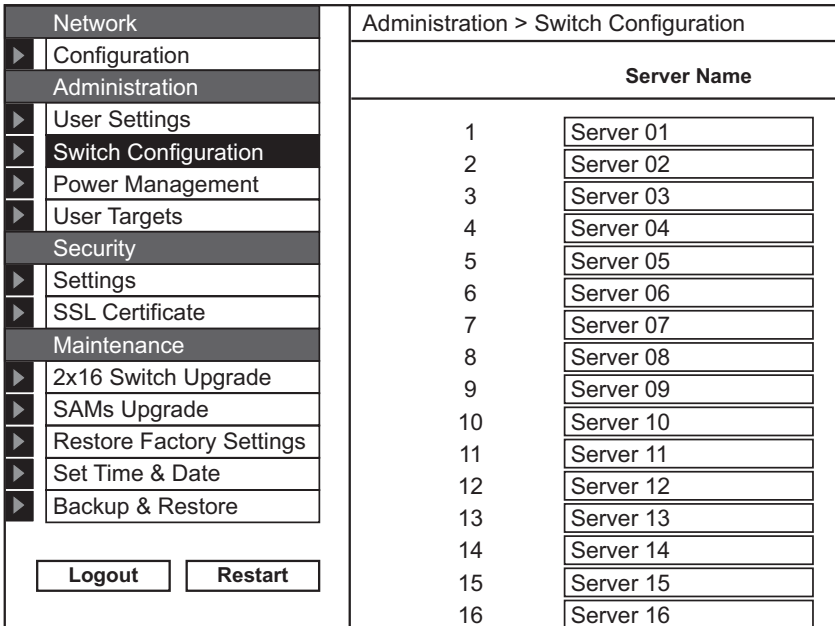 Network
Configuration
Administration
User Settings
Switch Configuration
Power Management
User Targets
Security
Settings
SSL Certificate
Maintenance
2x16 Switch Upgrade
SAMs Upgrade
Restore Factory Settings
Set Time & Date
Backup & Restore
Logout Restart
Administration > Switch Configuration
Server Name
1 Server 01
2 Server 02
3 Server 03
4 Server 04
5 Server 05
6 Server 06
7 Server 07
8 Server 08
9 Server 09
10 Server 10
11 Server 11
12 Server 12
13 Server 13
14 Server 14
15 Server 15
16 Server 16